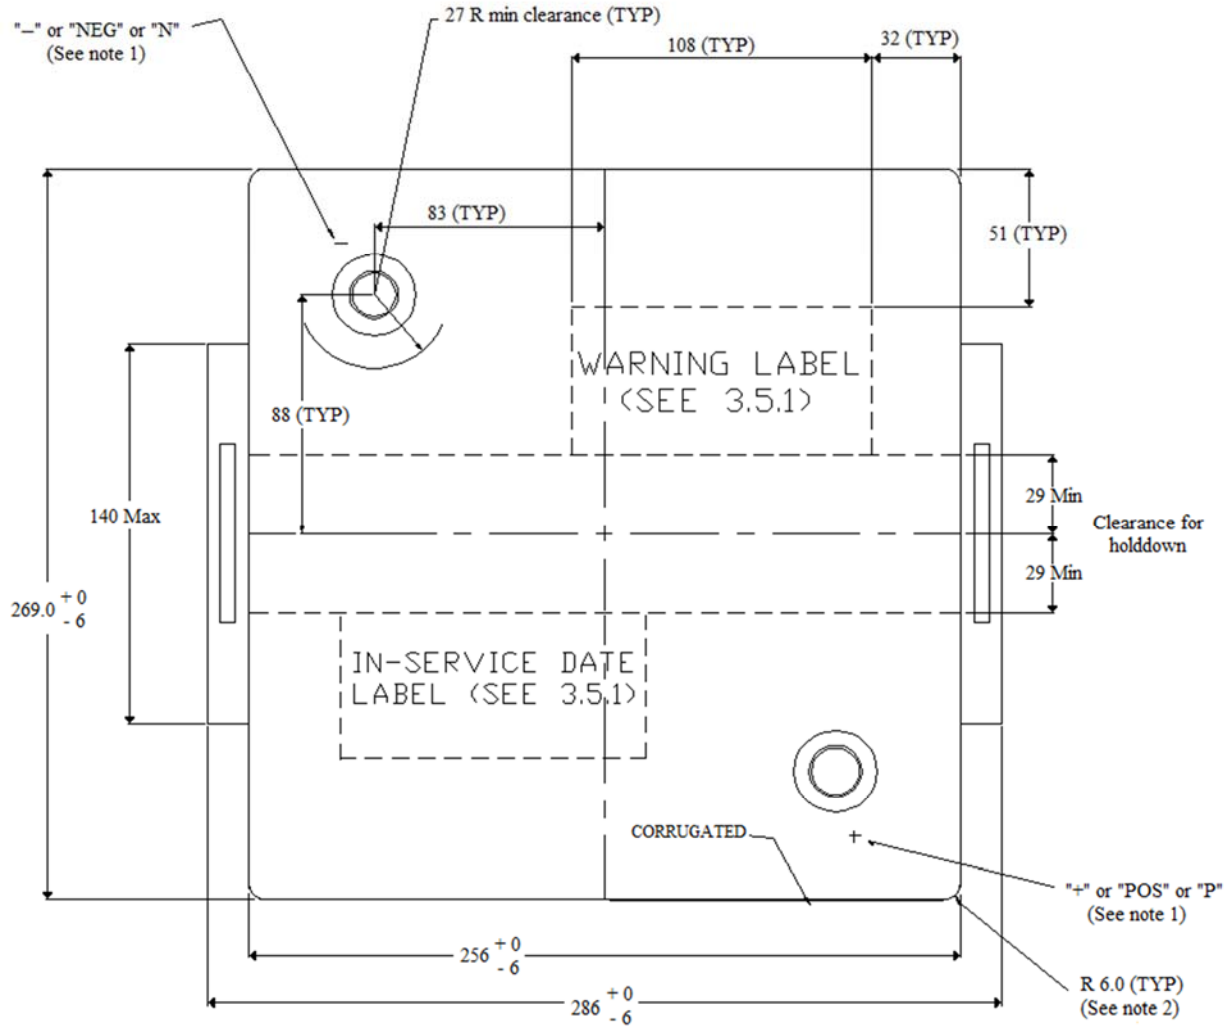 "–" or "NEG" or "N"
(See note 1)
27 R min clearance (TYP)
108 (TYP)
32 (TYP)
83 (TYP)
51 (TYP)
–
WARNING LABEL
(SEE 3.5.1)
88 (TYP)
140 Max
29 Min
Clearance for
holddown
29 Min
269.0 + 0
- 6
IN-SERVICE DATE
LABEL (SEE 3.5.1)
CORRUGATED
+
"+" or "POS" or "P"
(See note 1)
256 + 0
- 6
R 6.0 (TYP)
(See note 2)
286 + 0
- 6